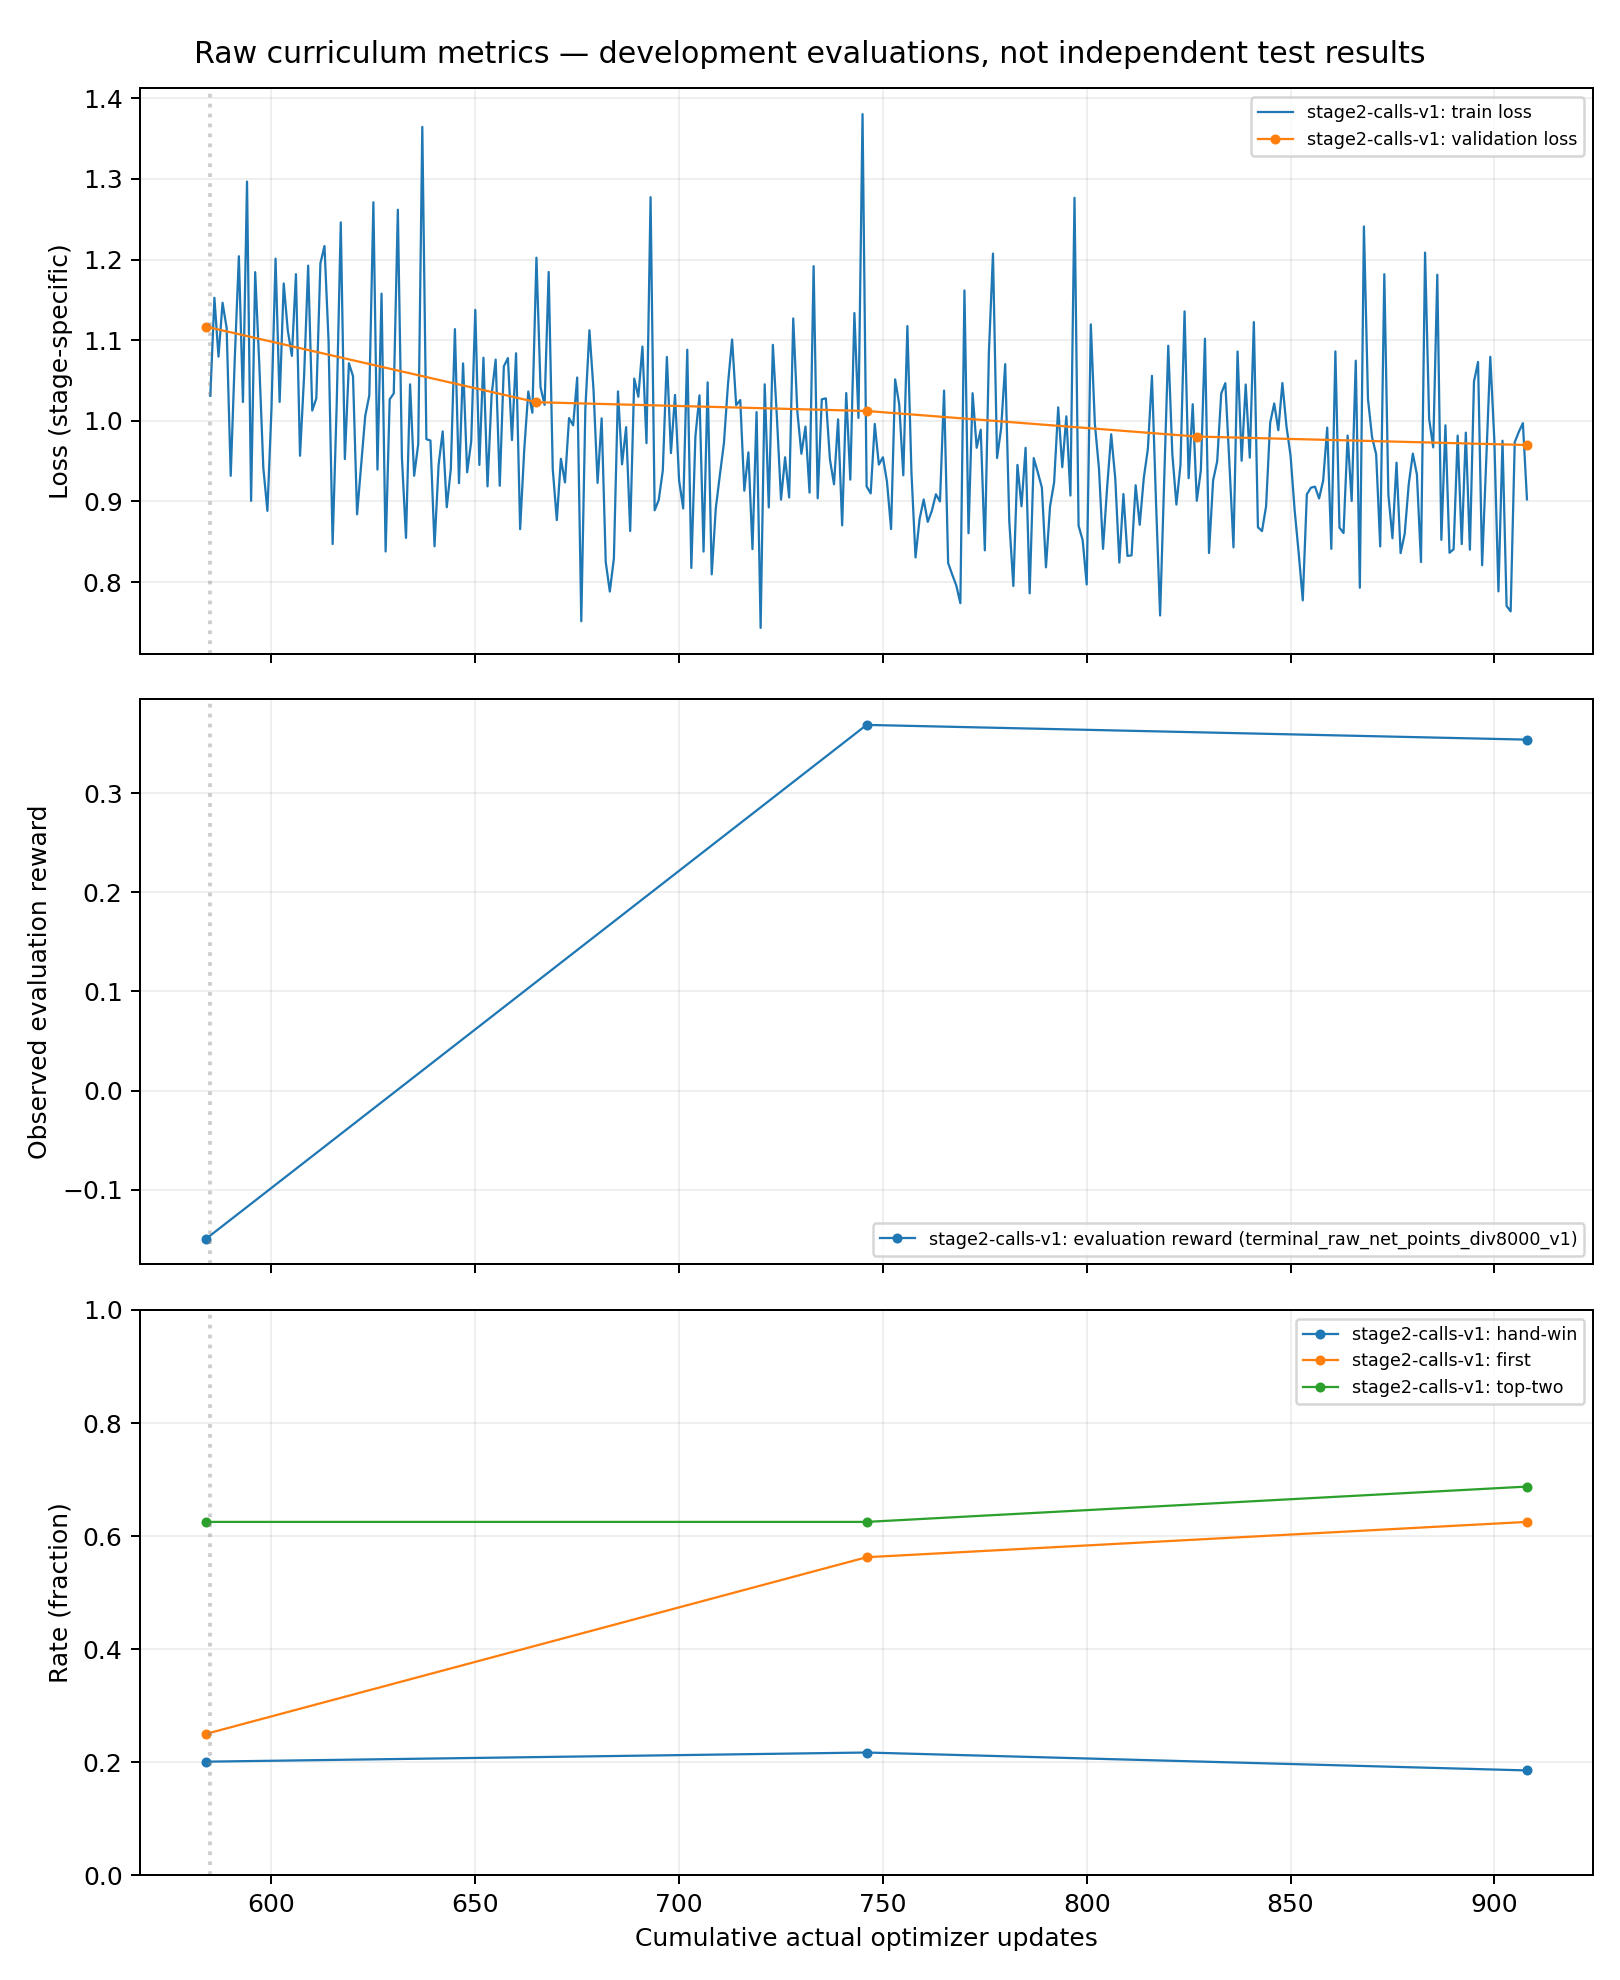 Raw curriculum metrics — development evaluations, not independent test results
1.4
1.3
1.2
1.1
1.0
0.9
0.8
Loss (stage-specific)
stage2-calls-v1: train loss
stage2-calls-v1: validation loss
0.3
0.2
0.1
0.0
−0.1
Observed evaluation reward
stage2-calls-v1: evaluation reward (terminal_raw_net_points_div8000_v1)
1.0
0.8
0.6
0.4
0.2
0.0
Rate (fraction)
stage2-calls-v1: hand-win
stage2-calls-v1: first
stage2-calls-v1: top-two
600 650 700 750 800 850 900
Cumulative actual optimizer updates